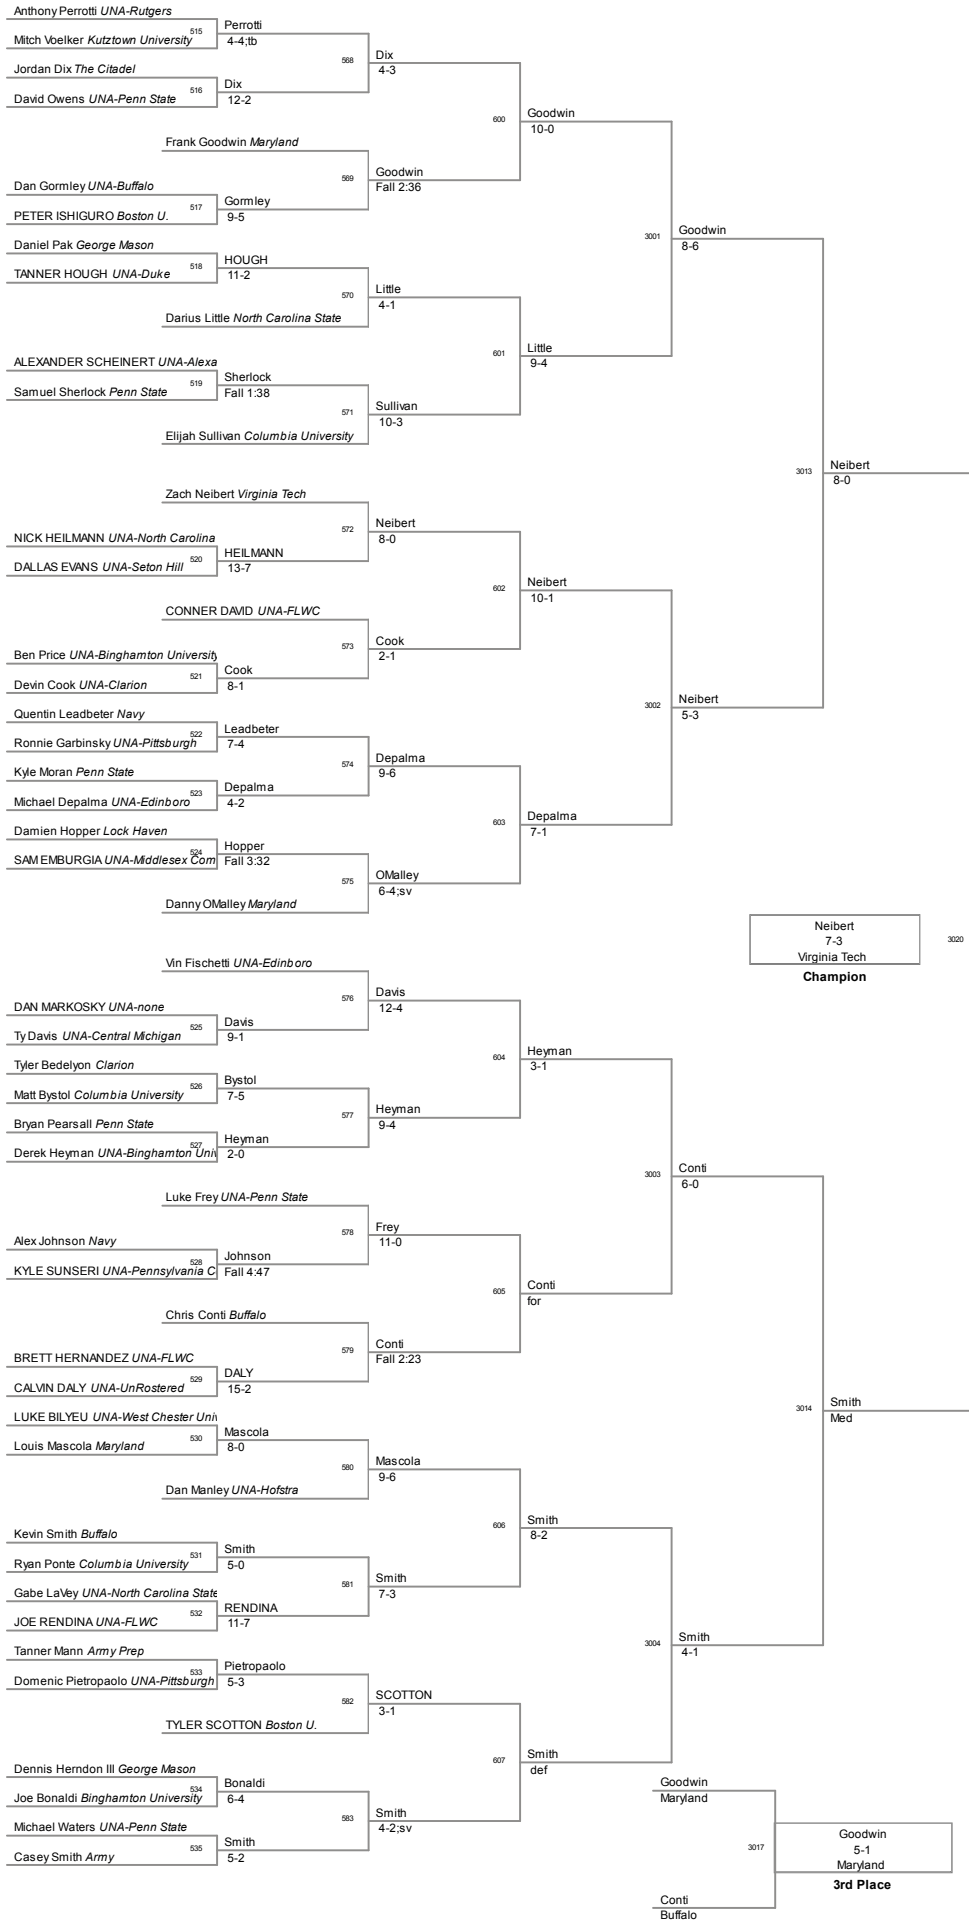 Anthony Perrotti UNA-Rutgers
515
Perrotti
Mitch Voelker Kutztown University
4-4;tb
568
Dix
4-3
Jordan Dix The Citadel
516
Dix
David Owens UNA-Penn State
12-2
600
Goodwin
10-0
Frank Goodwin Maryland
569
Goodwin
Fall 2:36
Dan Gormley UNA-Buffalo
517
Gormley
PETER ISHIGURO Boston U.
9-5
3001
Goodwin
8-6
Daniel Pak George Mason
518
HOUGH
TANNER HOUGH UNA-Duke
11-2
570
Little
4-1
Darius Little North Carolina State
601
Little
9-4
ALEXANDER SCHEINERT UNA-Alexa
519
Sherlock
Samuel Sherlock Penn State
Fall 1:38
571
Sullivan
10-3
Elijah Sullivan Columbia University
3013
Neibert
8-0
Zach Neibert Virginia Tech
572
Neibert
8-0
NICK HEILMANN UNA-North Carolina
520
HEILMANN
DALLAS EVANS UNA-Seton Hill
13-7
602
Neibert
10-1
CONNER DAVID UNA-FLWC
573
Cook
2-1
Ben Price UNA-Binghamton University
521
Cook
Devin Cook UNA-Clarion
8-1
3002
Neibert
5-3
Quentin Leadbeter Navy
522
Leadbeter
Ronnie Garbinsky UNA-Pittsburgh
7-4
574
Depalma
9-6
Kyle Moran Penn State
523
Depalma
Michael Depalma UNA-Edinboro
4-2
603
Depalma
7-1
Damien Hopper Lock Haven
524
Hopper
SAM EMBURGIA UNA-Middlesex Com
Fall 3:32
575
OMalley
6-4;sv
Danny OMalley Maryland
Neibert
7-3
Virginia Tech
3020
Champion
Vin Fischetti UNA-Edinboro
576
Davis
12-4
DAN MARKOSKY UNA-none
525
Davis
Ty Davis UNA-Central Michigan
9-1
604
Heyman
3-1
Tyler Bedelyon Clarion
526
Bystol
Matt Bystol Columbia University
7-5
577
Heyman
9-4
Bryan Pearsall Penn State
527
Heyman
Derek Heyman UNA-Binghamton Univ
2-0
3003
Conti
6-0
Luke Frey UNA-Penn State
578
Frey
11-0
Alex Johnson Navy
528
Johnson
KYLE SUNSERI UNA-Pennsylvania C
Fall 4:47
605
Conti
for
Chris Conti Buffalo
579
Conti
Fall 2:23
BRETT HERNANDEZ UNA-FLWC
529
DALY
CALVIN DALY UNA-UnRostered
15-2
3014
Smith
Med
LUKE BILYEU UNA-West Chester Univ
530
Mascola
Louis Mascola Maryland
8-0
580
Mascola
9-6
Dan Manley UNA-Hofstra
606
Smith
8-2
Kevin Smith Buffalo
531
Smith
Ryan Ponte Columbia University
5-0
581
Smith
7-3
Gabe LaVey UNA-North Carolina State
532
RENDINA
JOE RENDINA UNA-FLWC
11-7
3004
Smith
4-1
Tanner Mann Army Prep
533
Pietropaolo
Domenic Pietropaolo UNA-Pittsburgh
5-3
582
SCOTTON
3-1
TYLER SCOTTON Boston U.
607
Smith
def
Dennis Herndon III George Mason
534
Bonaldi
Joe Bonaldi Binghamton University
6-4
583
Smith
4-2;sv
Michael Waters UNA-Penn State
535
Smith
Casey Smith Army
5-2
Goodwin
Maryland
3017
Goodwin
5-1
Maryland
3rd Place
Conti
Buffalo